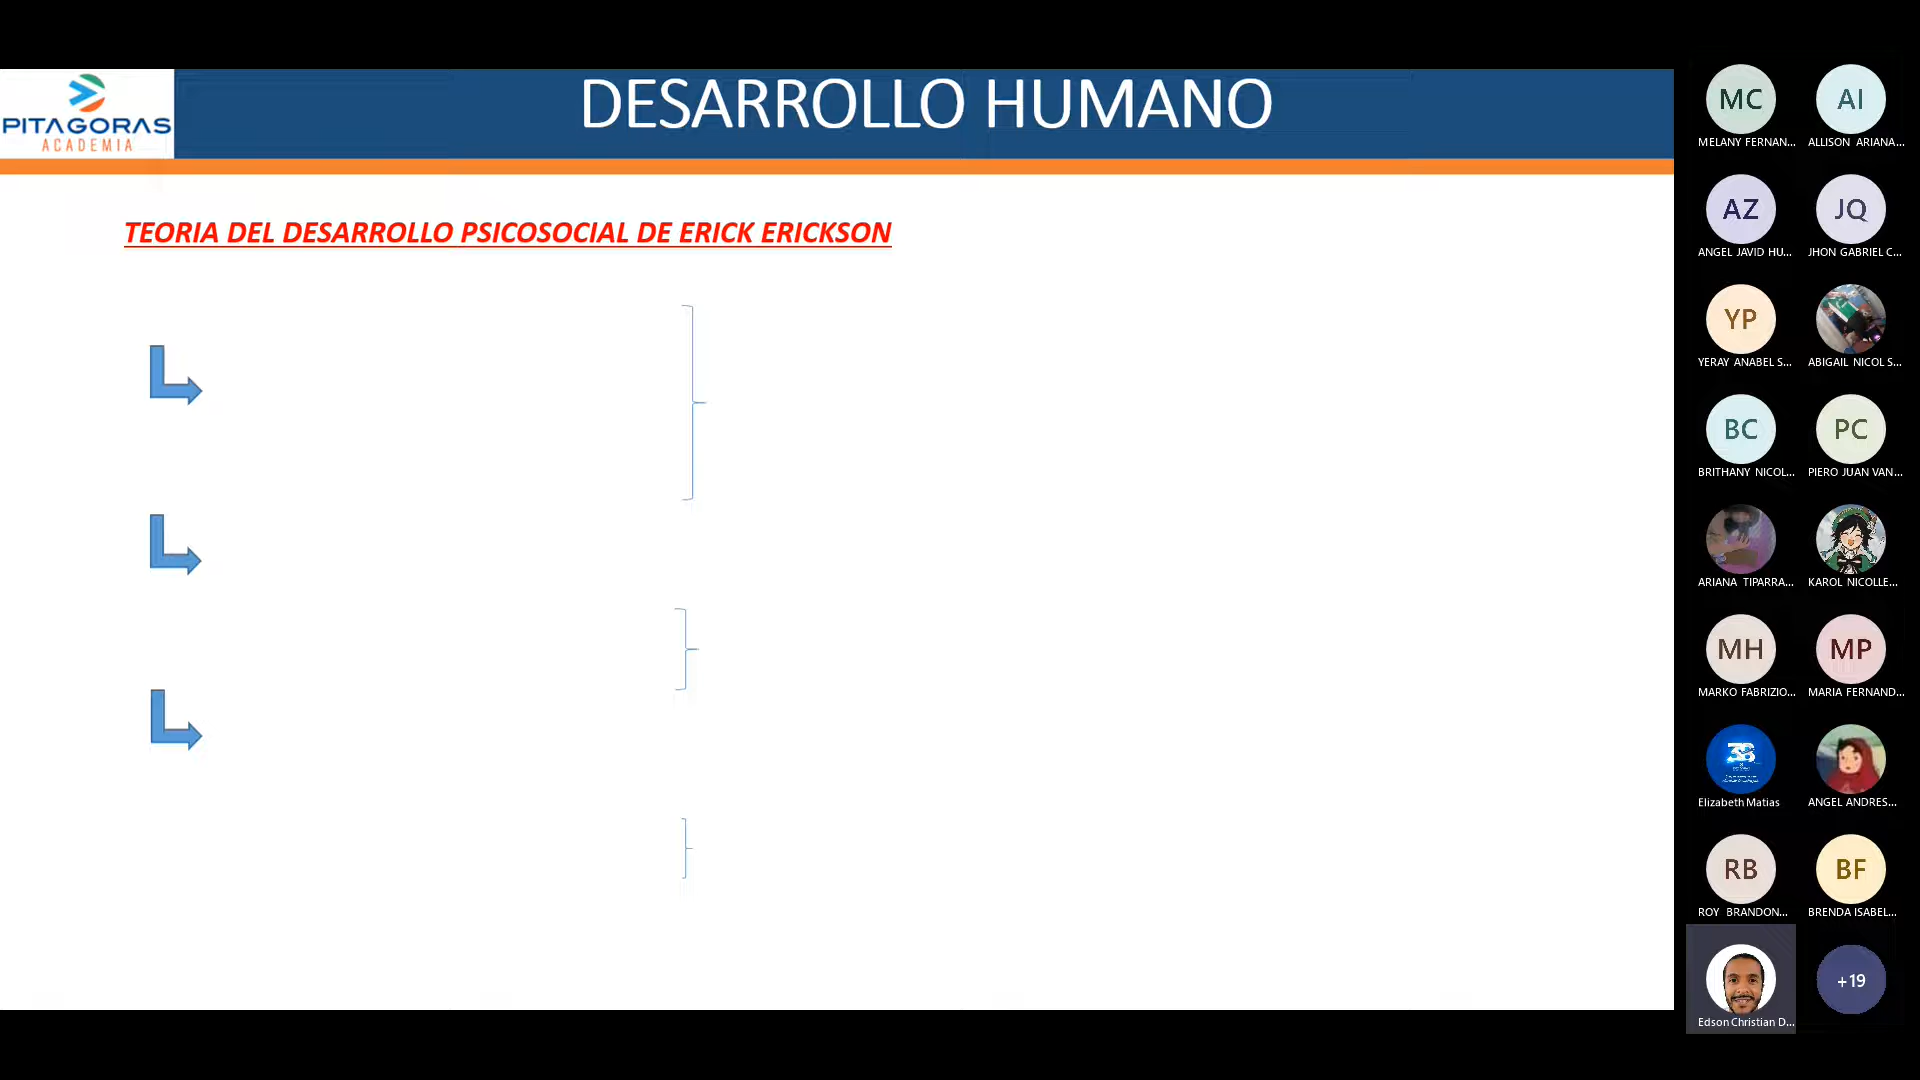 PITAGORAS
ACADEMIA
DESARROLLO HUMANO
TEORIA DEL DESARROLLO PSICOSOCIAL DE ERICK ERICKSON
MC
AI
MELANY FERNAN...
ALLISON ARIANA...
AZ
JQ
ANGEL JAVID HU...
JHON GABRIEL C...
YP
YERAY ANABEL S...
ABIGAIL NICOL S...
BC
PC
BRITHANY NICOL...
PIERO JUAN VAN...
ARIANA TIPARRA...
KAROL NICOLLE...
MH
MP
MARKO FABRIZIO...
MARIA FERNAND...
Elizabeth Matias
ANGEL ANDRES...
RB
BF
ROY BRANDON...
BRENDA ISABEL...
+19
Edson Christian D...